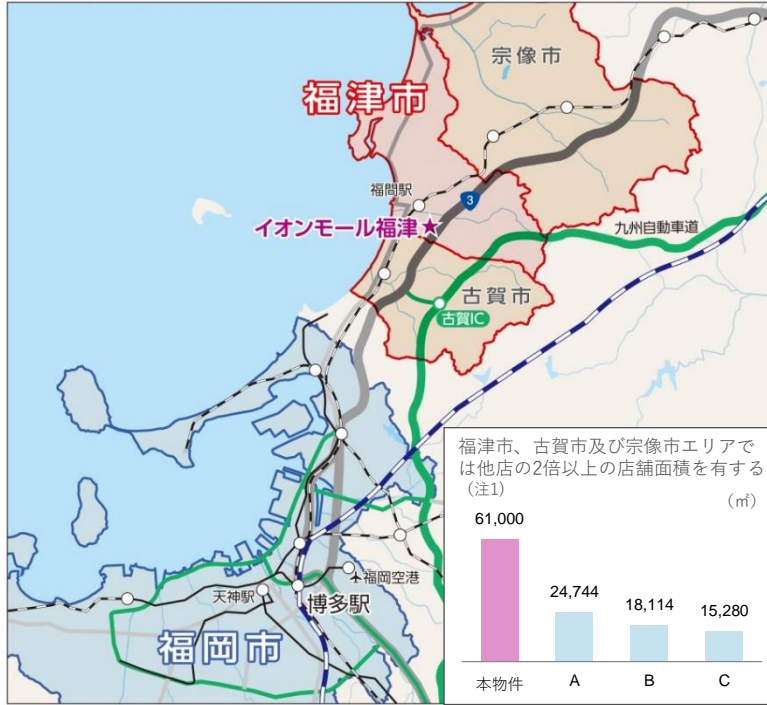 宗像市
福津市
福間駅
3
イオンモール福津★
九州自動車道
古賀市
古賀IC
福津市、古賀市及び宗像市エリアで
は他店の2倍以上の店舗面積を有する
（注1）
（㎡）
61,000
24,744
18,114
15,280
本物件
A
B
C
福岡空港
天神駅
博多駅
福岡市